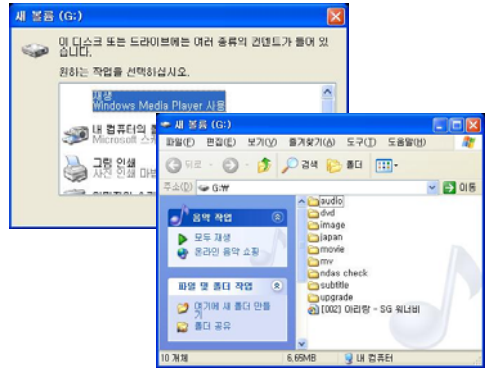 새 볼륨 (G:)
이 디스크 또는 드라이브에는 여러 종류의 컨텐트가 들어 있
습니다.
원하는 작업을 선택하십시오.
재생
Windows Media Player 사용
내 컴퓨터의
Microsoft
그림 인쇄
사진 인쇄
새 볼륨 (G:)
파일(F) 편집(E) 보기(V) 즐겨찾기(A) 도구(T) 도움말(H)
뒤로 검색 폴더
주소(D) G:₩ 이동
음악 작업
모두 재생
온라인 음악 쇼핑
파일 및 폴더 작업
여기에 새 폴더 만들
기
폴더 공유
audio
dvd
image
japan
movie
mv
ndas check
subtitle
upgrade
[002] 아리랑 - SG 워너비
10 개체 6,65MB 내 컴퓨터